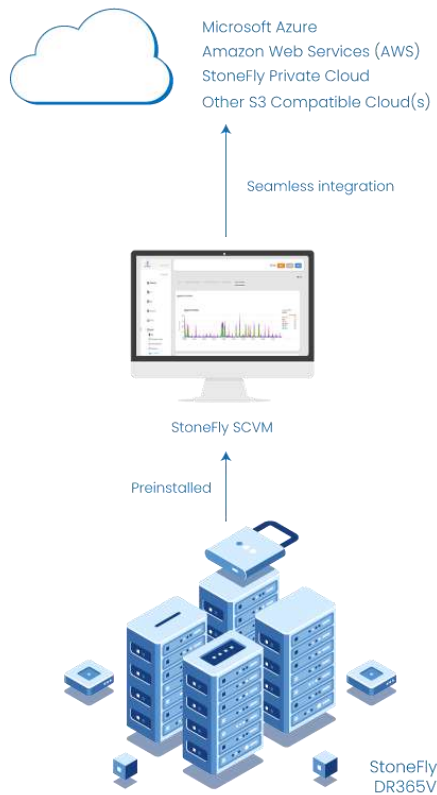 Microsoft Azure
Amazon Web Services (AWS)
StoneFly Private Cloud
Other S3 Compatible Cloud(s)
Seamless integration
StoneFly SCVM
Preinstalled
StoneFly
DR365V